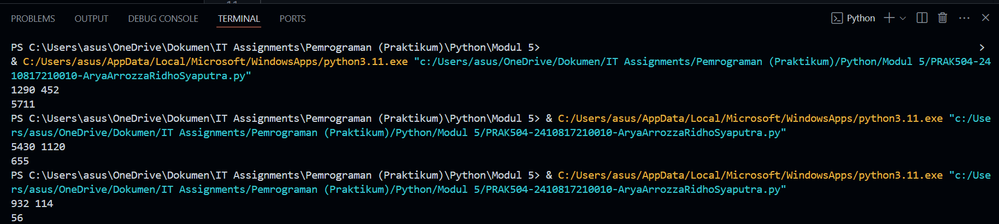 11
PROBLEMS OUTPUT DEBUG CONSOLE TERMINAL PORTS Python
PS C:\Users\asus\OneDrive\Dokumen\IT Assignments\Pemrograman (Praktikum)\Python\Modul 5> >
& C:/Users/asus/AppData/Local/Microsoft/WindowsApps/python3.11.exe "c:/Users/asus/OneDrive/Dokumen/IT Assignments/Pemrograman (Praktikum)/Python/Modul 5/PRAK504-24
10817210010-AryaArrozzaRidhoSyaputra.py"
1290 452
5711
PS C:\Users\asus\OneDrive\Dokumen\IT Assignments\Pemrograman (Praktikum)\Python\Modul 5> & C:/Users/asus/AppData/Local/Microsoft/WindowsApps/python3.11.exe "c:/Use
rs/asus/OneDrive/Dokumen/IT Assignments/Pemrograman (Praktikum)/Python/Modul 5/PRAK504-2410817210010-AryaArrozzaRidhoSyaputra.py"
5430 1120
655
PS C:\Users\asus\OneDrive\Dokumen\IT Assignments\Pemrograman (Praktikum)\Python\Modul 5> & C:/Users/asus/AppData/Local/Microsoft/WindowsApps/python3.11.exe "c:/Use
rs/asus/OneDrive/Dokumen/IT Assignments/Pemrograman (Praktikum)/Python/Modul 5/PRAK504-2410817210010-AryaArrozzaRidhoSyaputra.py"
932 114
56